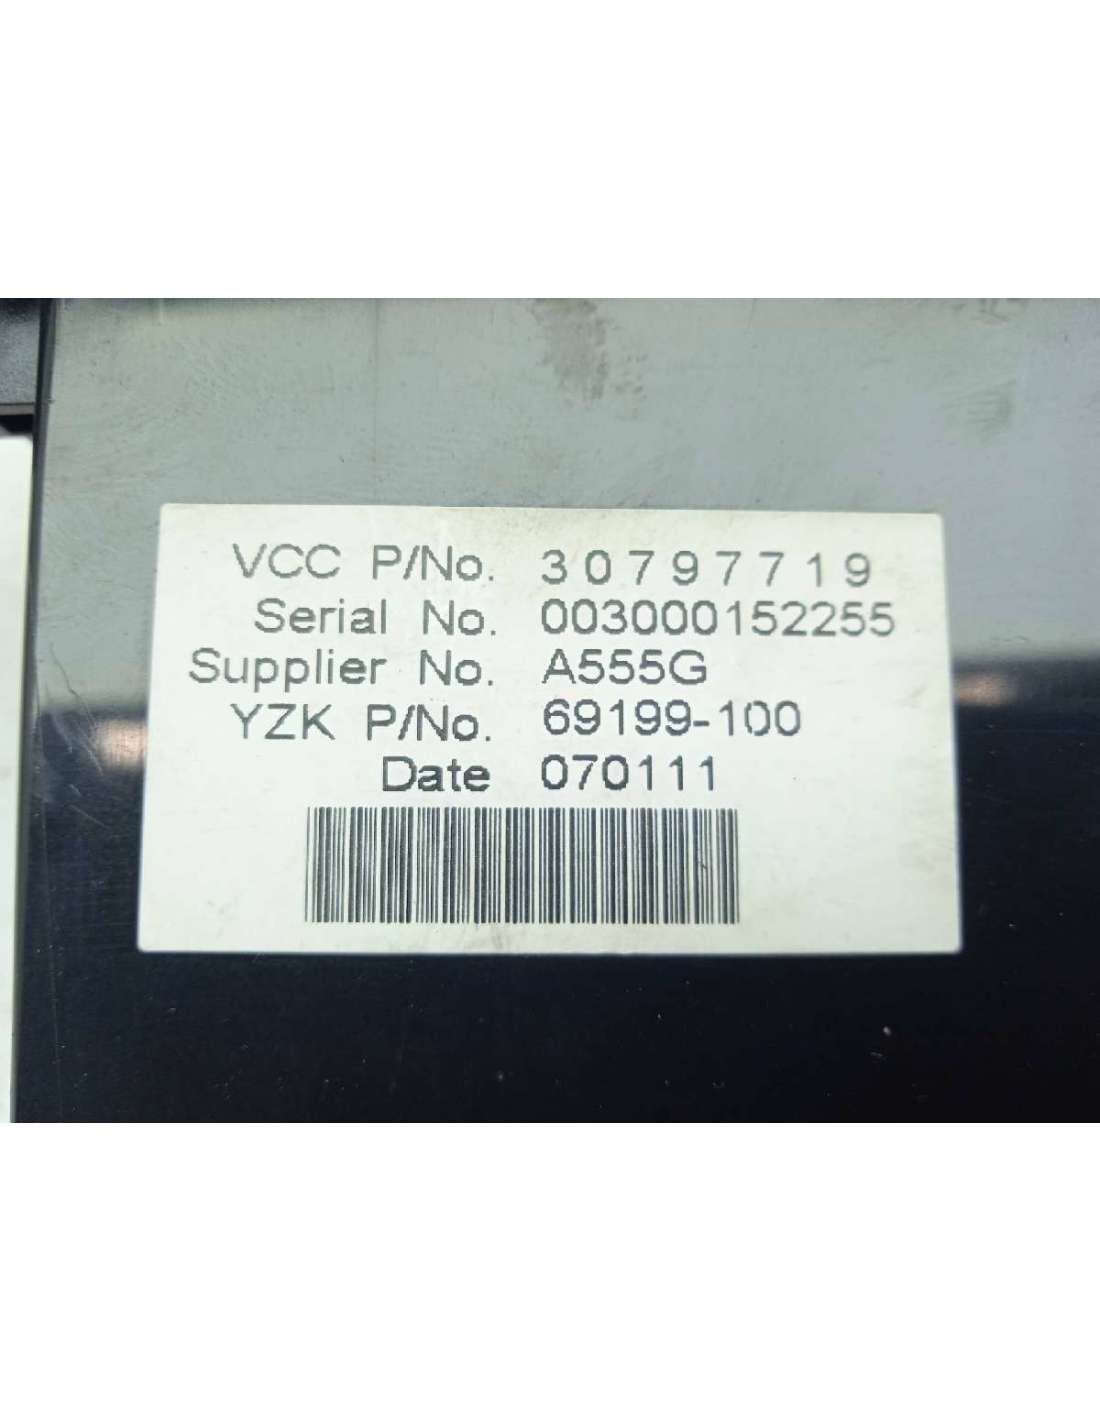 VCC P/No. 30797719
Serial No. 003000152255
Supplier No. A555G
YZK P/No. 69199-100
Date 070111